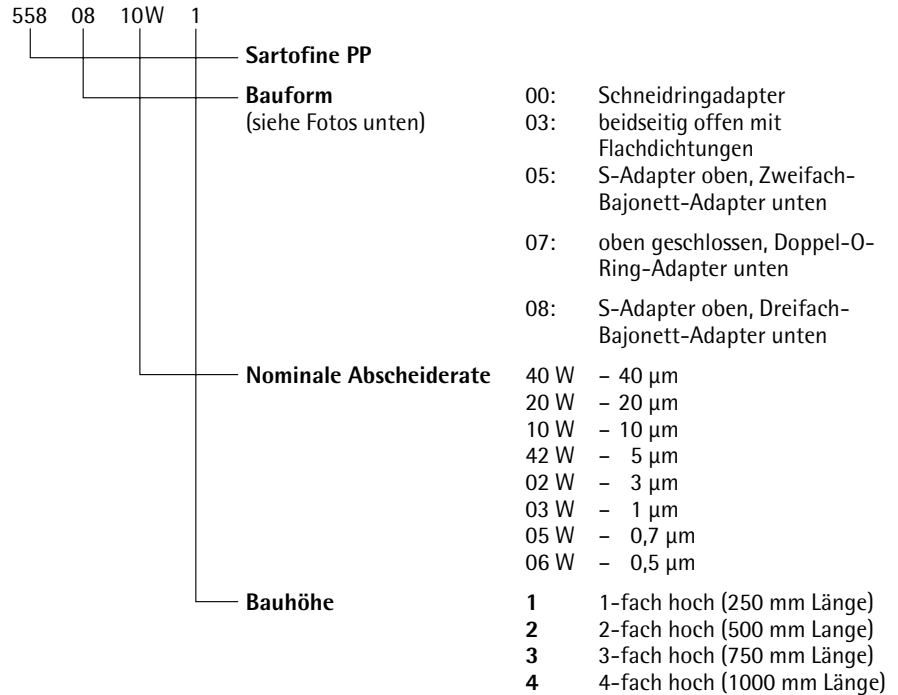 558 08 10W 1
Sartofine PP
Bauform
(siehe Fotos unten)
00: Schneidringadapter
03: beidseitig offen mit
Flachdichtungen
05: S-Adapter oben, Zweifach-
Bajonett-Adapter unten
07: oben geschlossen, Doppel-O-
Ring-Adapter unten
08: S-Adapter oben, Dreifach-
Bajonett-Adapter unten
Nominale Abscheiderate
40 W – 40 µm
20 W – 20 µm
10 W – 10 µm
42 W – 5 µm
02 W – 3 µm
03 W – 1 µm
05 W – 0,7 µm
06 W – 0,5 µm
Bauhöhe
1 1-fach hoch (250 mm Länge)
2 2-fach hoch (500 mm Lange)
3 3-fach hoch (750 mm Länge)
4 4-fach hoch (1000 mm Länge)